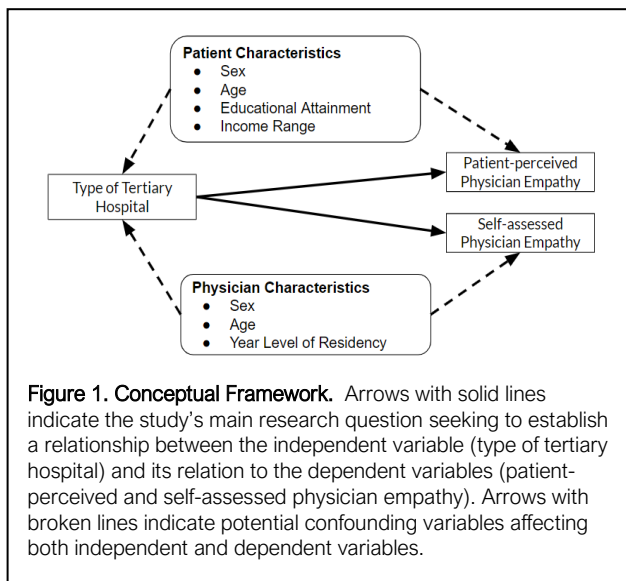 Patient Characteristics
● Sex
● Age
● Educational Attainment
● Income Range
Type of Tertiary
Hospital
Patient-perceived
Physician Empathy
Self-assessed
Physician Empathy
Physician Characteristics
● Sex
● Age
● Year Level of Residency
Figure 1. Conceptual Framework. Arrows with solid lines
indicate the study's main research question seeking to establish
a relationship between the independent variable (type of tertiary
hospital) and its relation to the dependent variables (patient-
perceived and self-assessed physician empathy). Arrows with
broken lines indicate potential confounding variables affecting
both independent and dependent variables.